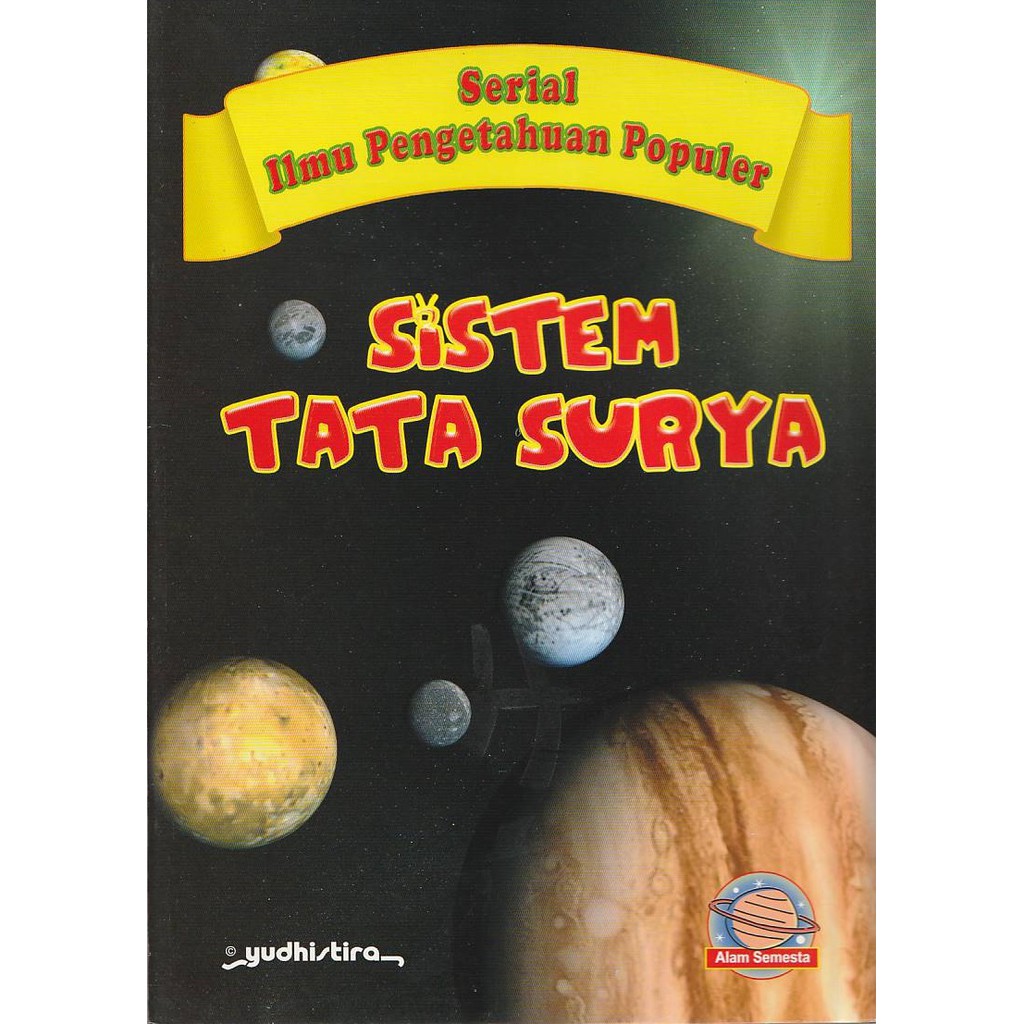 Serial
Ilmu Pengetahuan Populer
SiSTEM
TATA SURYA
© yudhistira
Alam Semesta